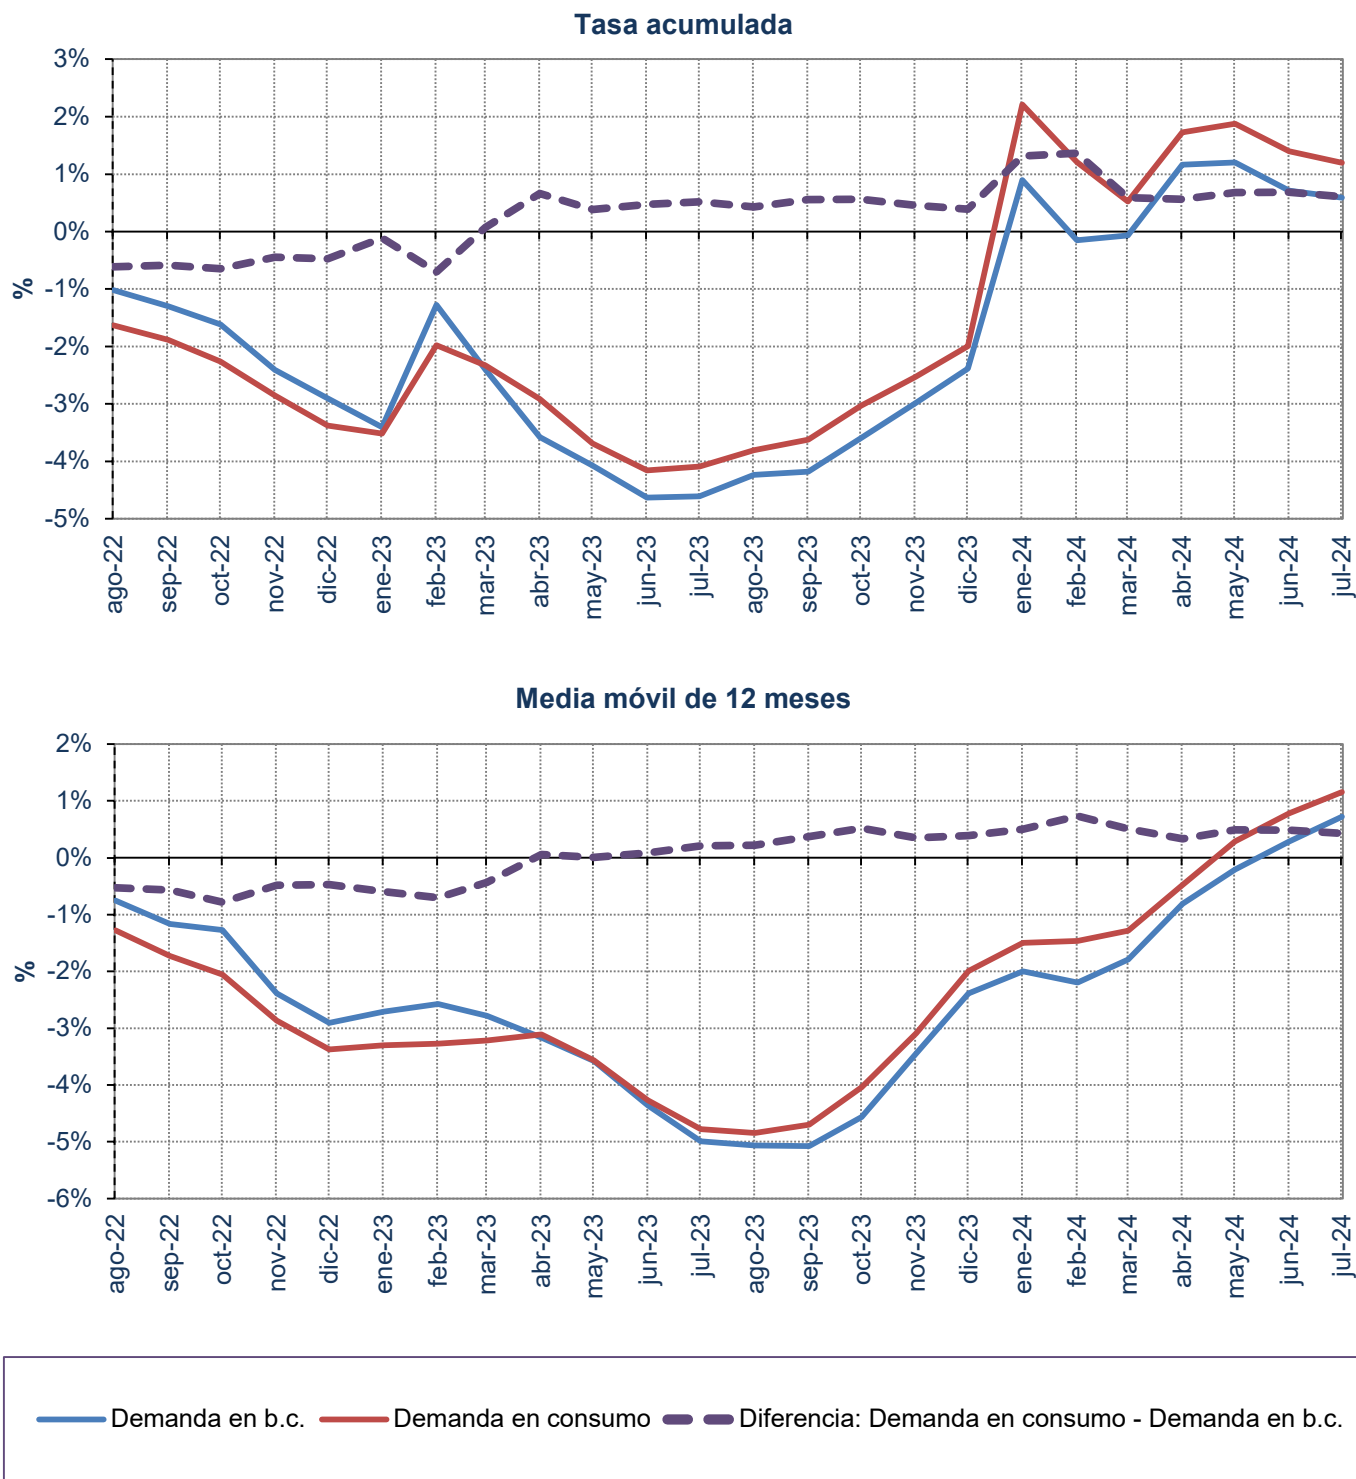 Tasa acumulada
3%
2%
1%
0%
-1%
-2%
-3%
-4%
-5%
%
ago-22
sep-22
oct-22
nov-22
dic-22
ene-23
feb-23
mar-23
abr-23
may-23
jun-23
jul-23
ago-23
sep-23
oct-23
nov-23
dic-23
ene-24
feb-24
mar-24
abr-24
may-24
jun-24
jul-24
Media móvil de 12 meses
2%
1%
0%
-1%
-2%
-3%
-4%
-5%
-6%
%
ago-22
sep-22
oct-22
nov-22
dic-22
ene-23
feb-23
mar-23
abr-23
may-23
jun-23
jul-23
ago-23
sep-23
oct-23
nov-23
dic-23
ene-24
feb-24
mar-24
abr-24
may-24
jun-24
jul-24
Demanda en b.c. Demanda en consumo Diferencia: Demanda en consumo - Demanda en b.c.